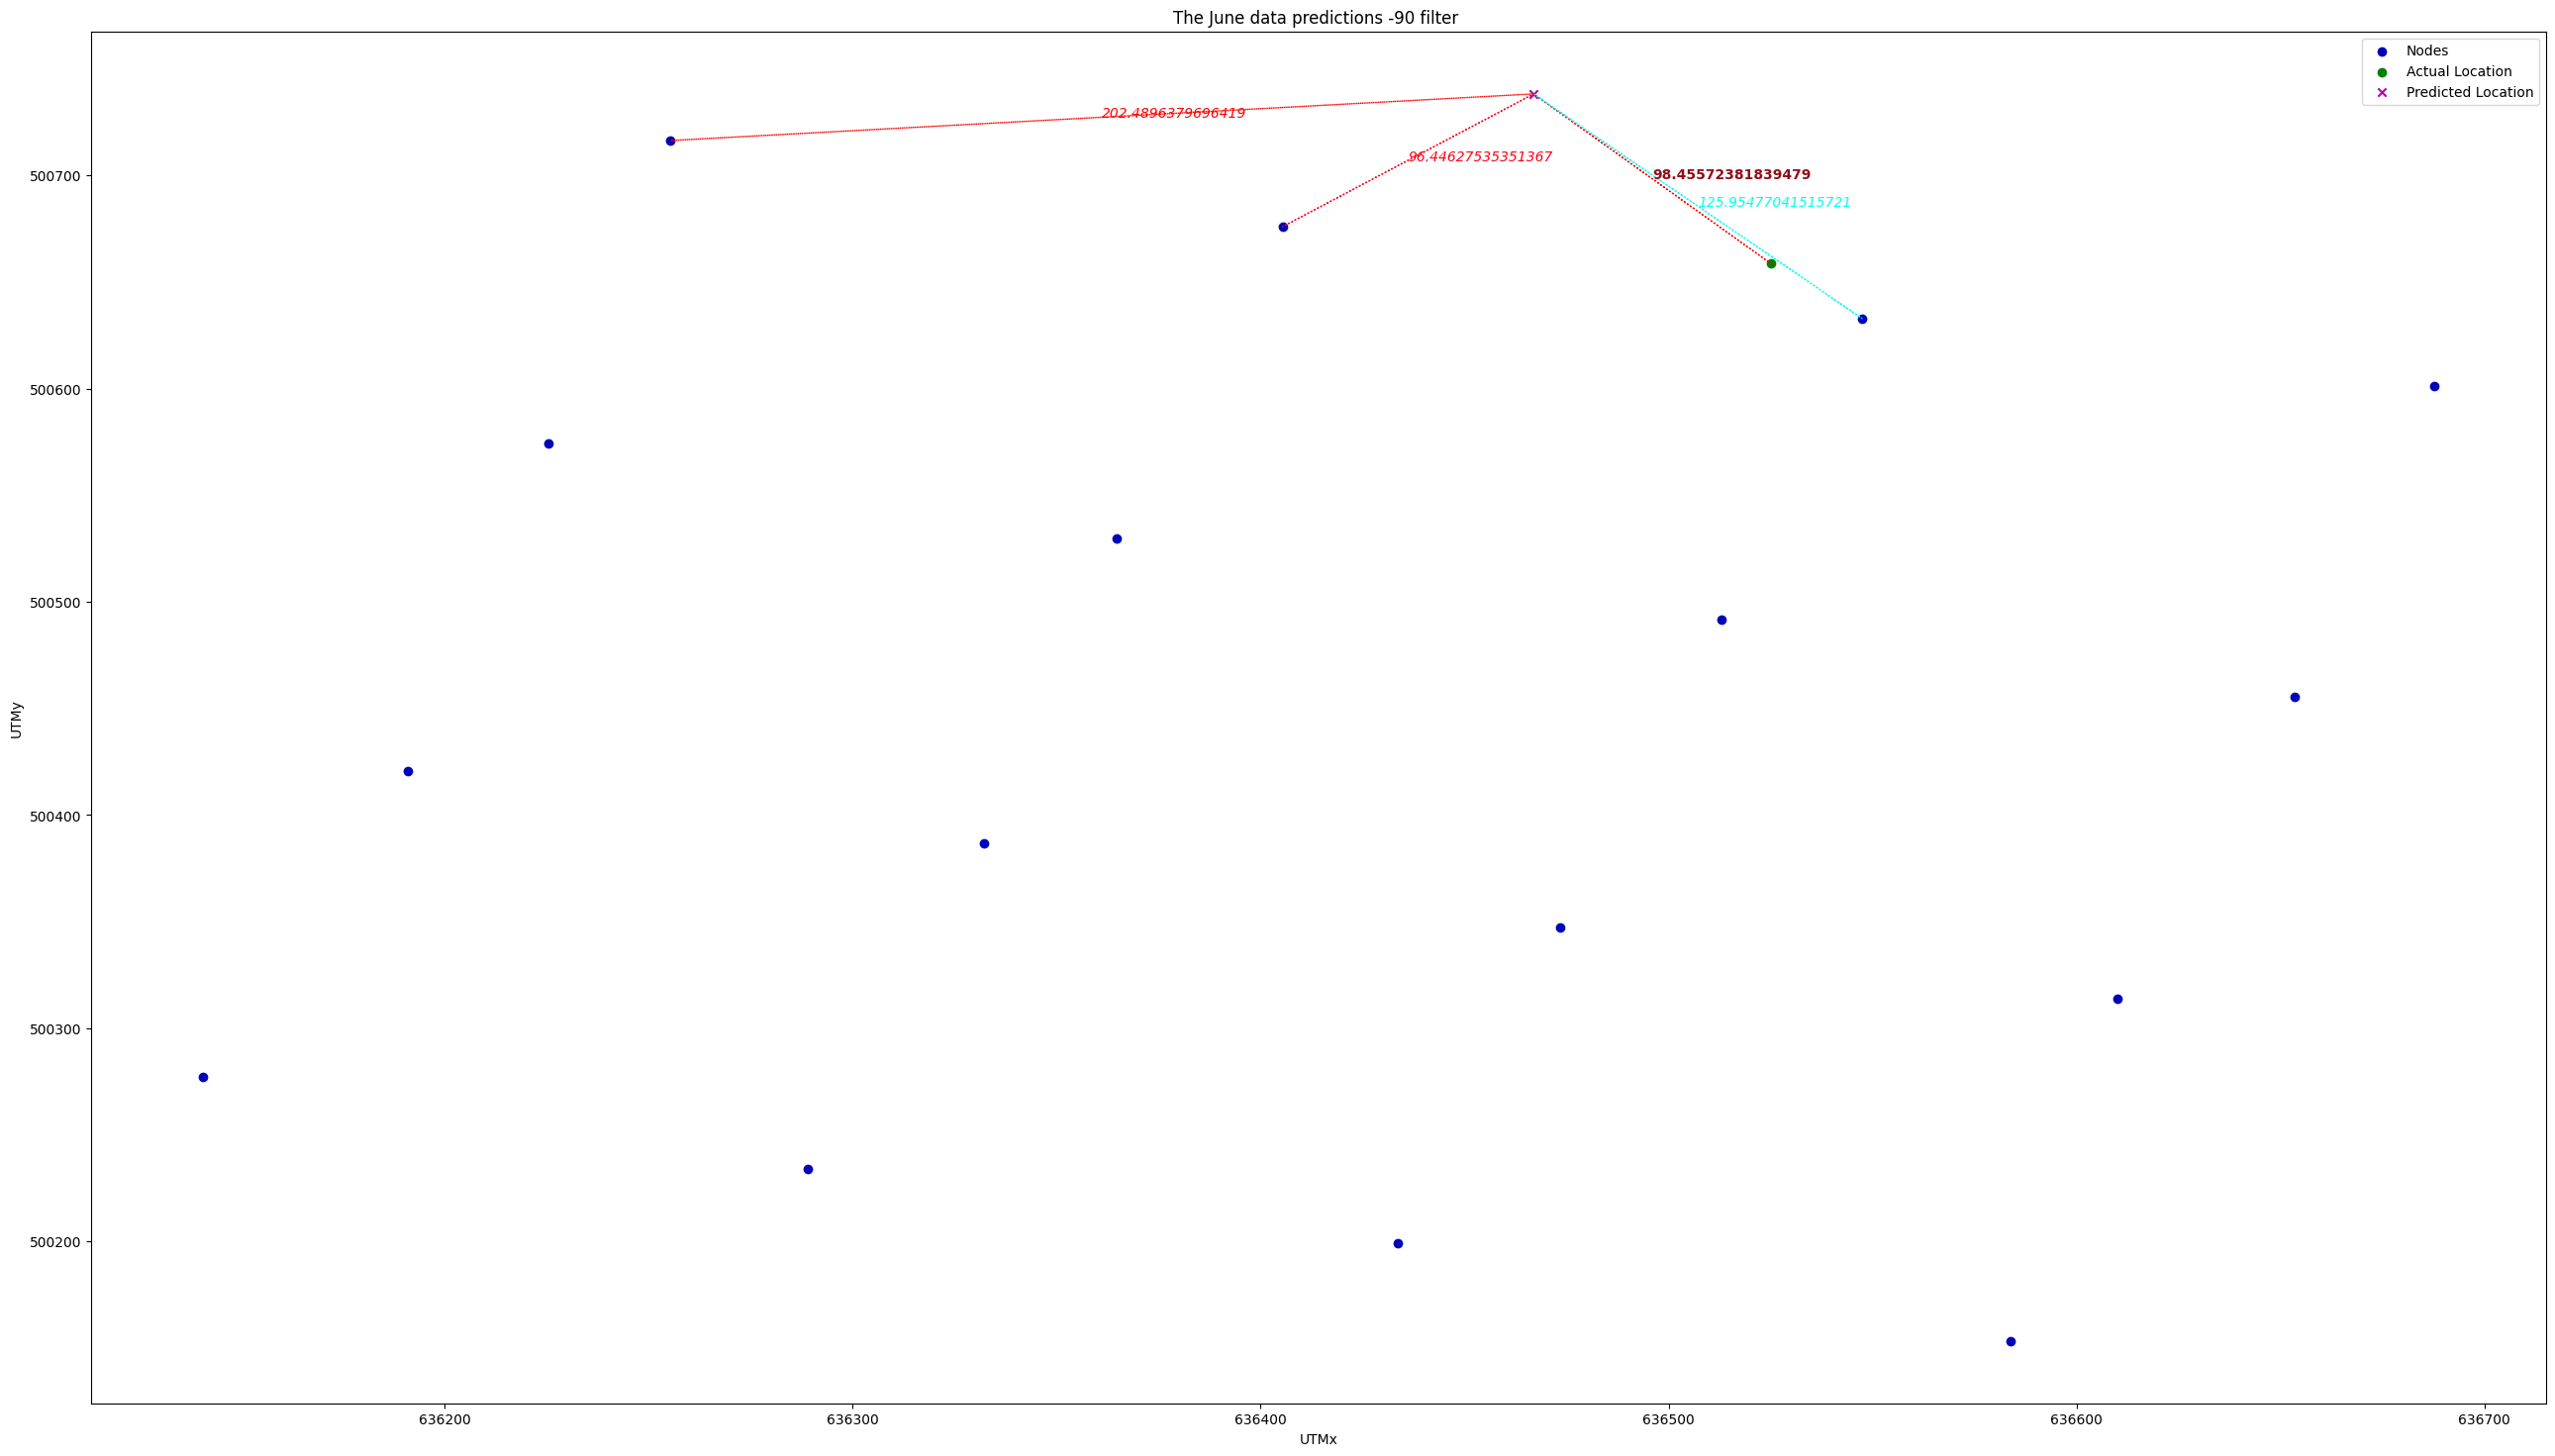 The June data predictions -90 filter
Nodes
Actual Location
Predicted Location
202.4896379696419
96.44627535351367
98.45572381839479
125.95477041515721
500700
500600
500500
500400
500300
500200
UTMy
636200
636300
636400
636500
636600
636700
UTMx